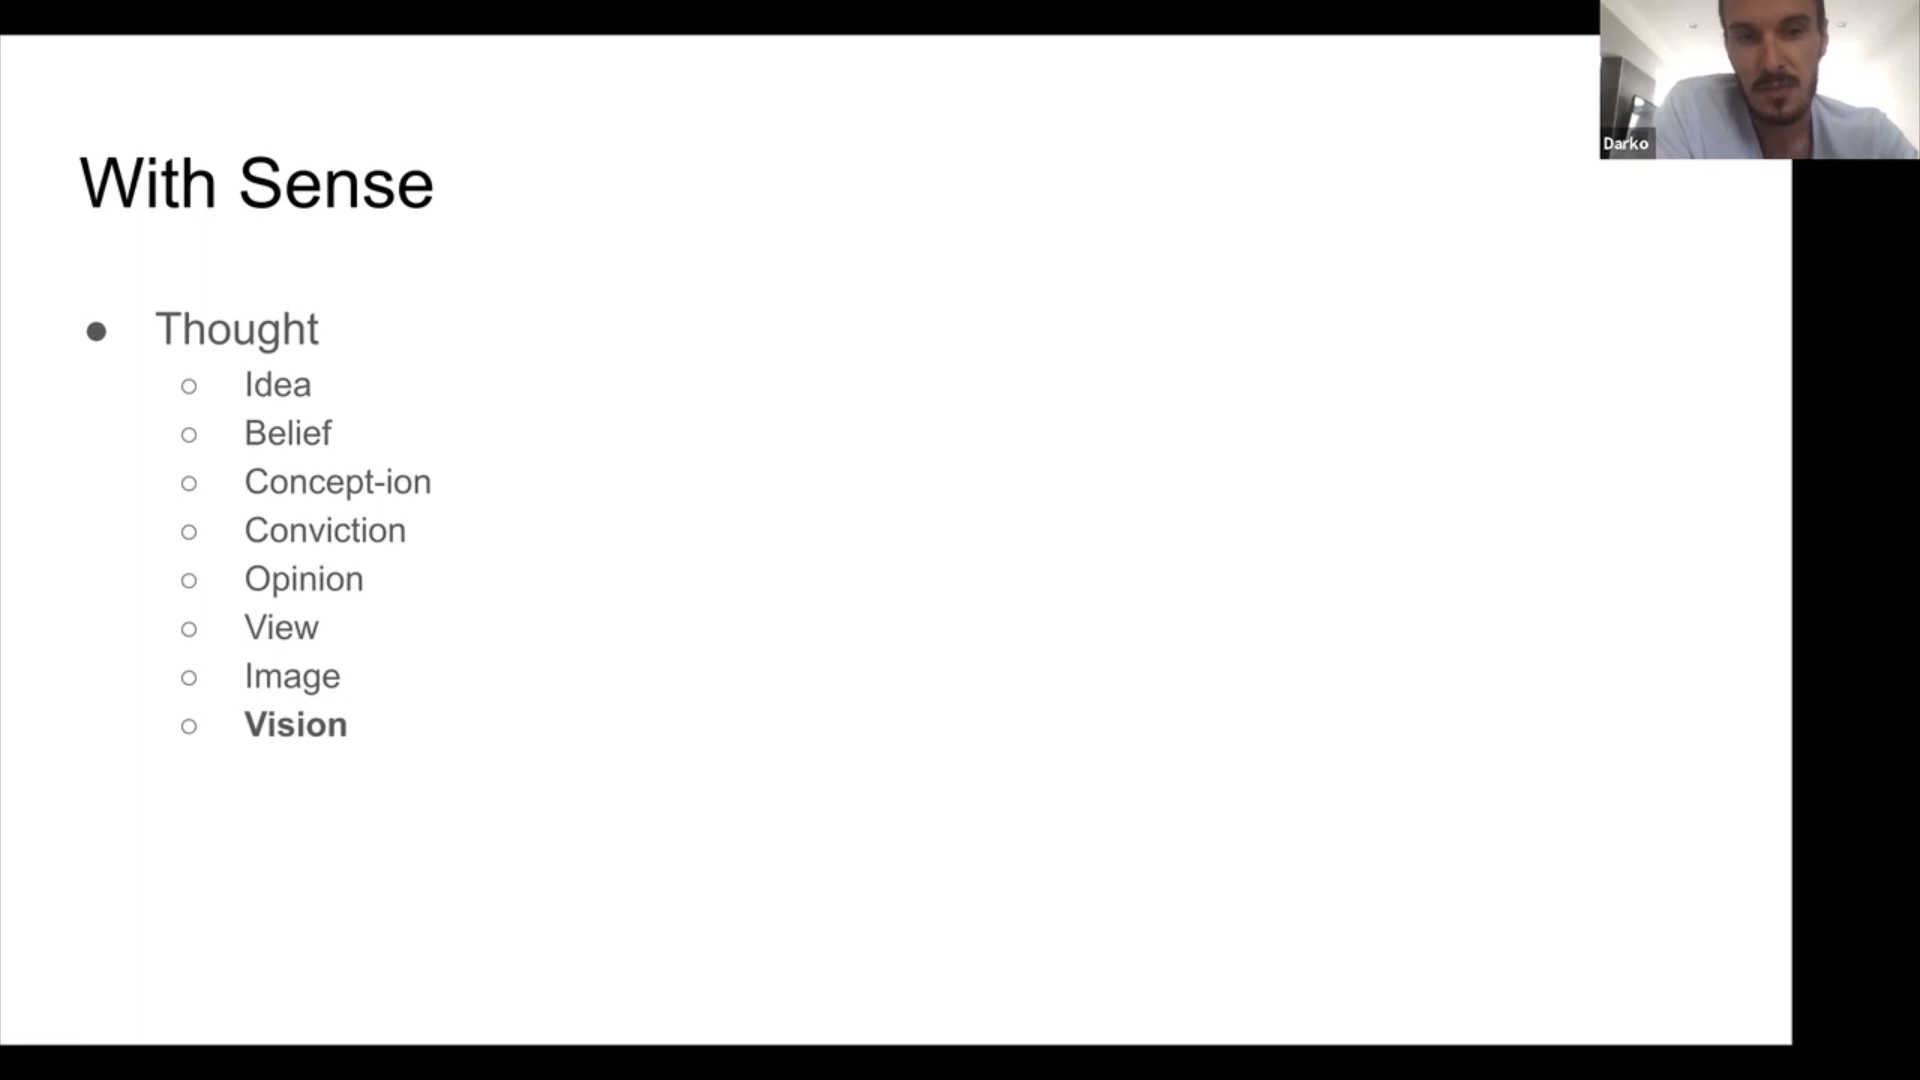 With Sense
Thought
Idea
Belief
Concept-ion
Conviction
Opinion
View
Image
Vision
Darko